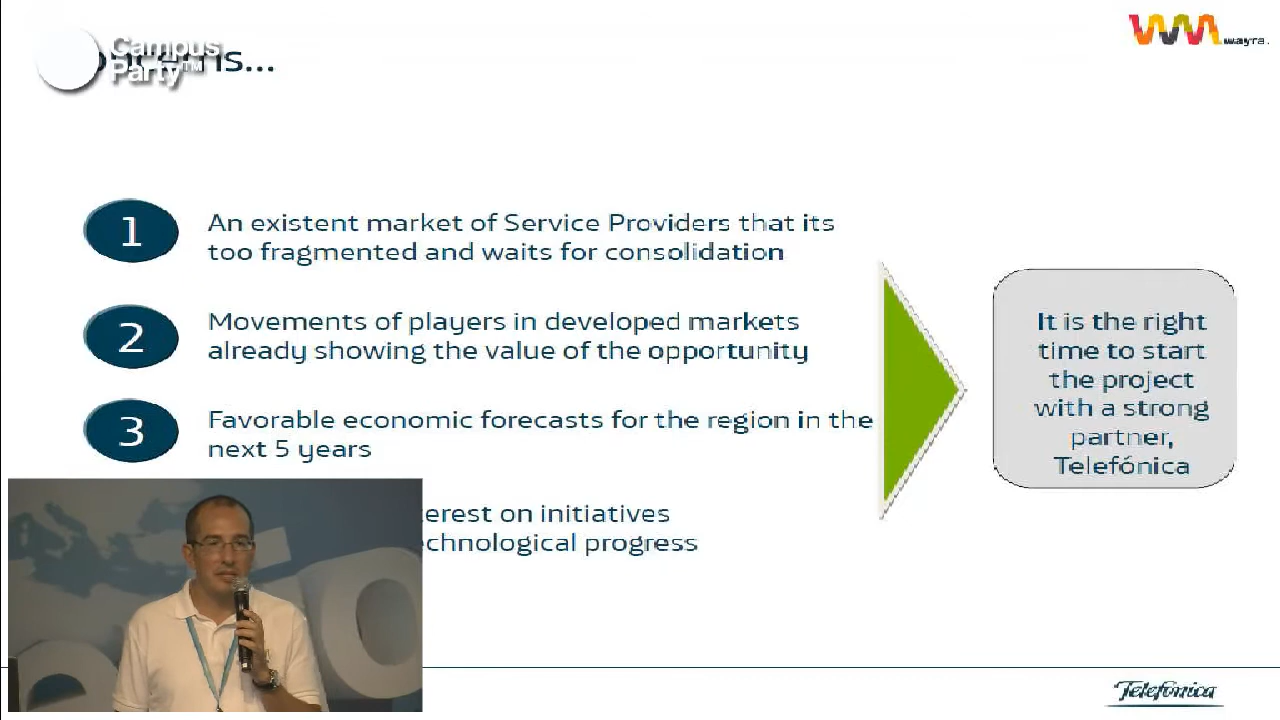 Campus
Party™
wayra.
1
An existent market of Service Providers that its
too fragmented and waits for consolidation
2
Movements of players in developed markets
already showing the value of the opportunity
3
Favorable economic forecasts for the region in the
next 5 years
on initiatives
progress
It is the right
time to start
the project
with a strong
partner,
Telefónica
Telefónica